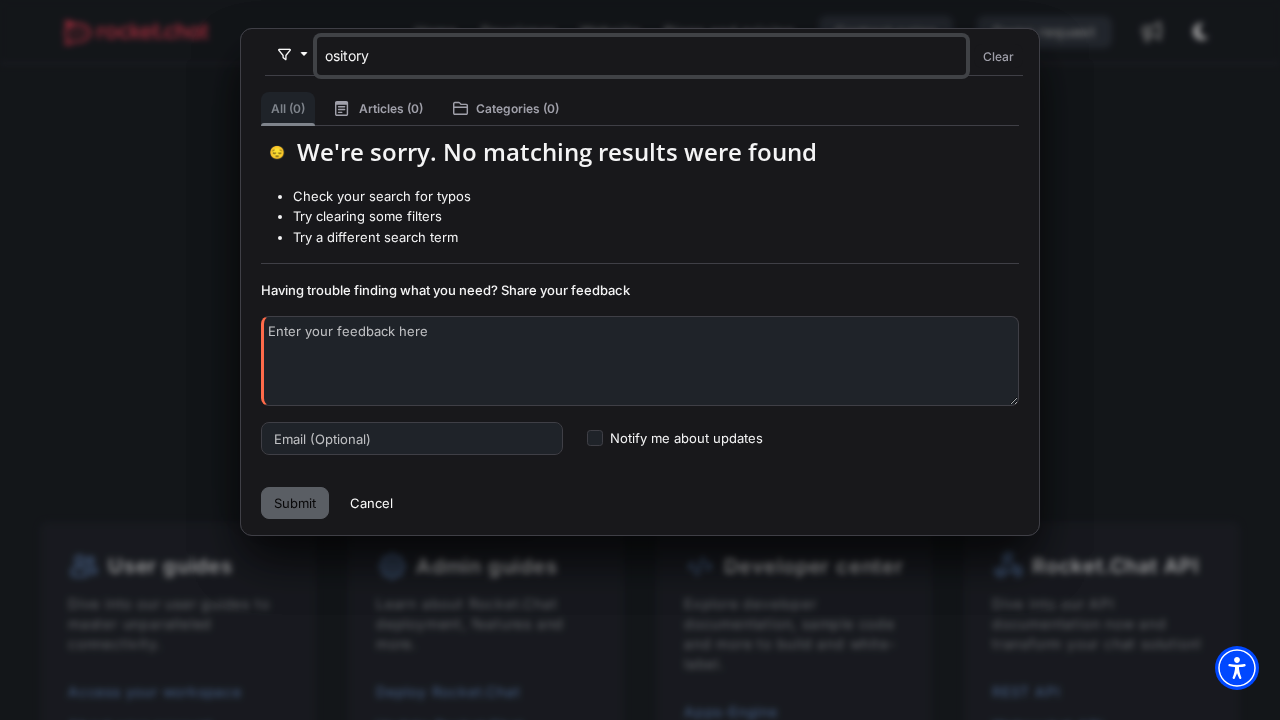 rocket.chat
ository
Clear
All (0)
Articles (0)
Categories (0)
We're sorry. No matching results were found
Check your search for typos
Try clearing some filters
Try a different search term
Having trouble finding what you need? Share your feedback
Enter your feedback here
Email (Optional)
Notify me about updates
Submit
Cancel
User guides
Admin guides
Developer center
Rocket.Chat API
Dive into our user guides to
master unparalleled
connectivity.
Learn about Rocket.Chat
deployment, features and
more.
Explore developer
documentation, sample code
and more to build and white-
label.
Dive into out API
documentation now and
transform your chat solution!
Access your workspace
Deploy Rocket.Chat
Apps-Engine
REST API